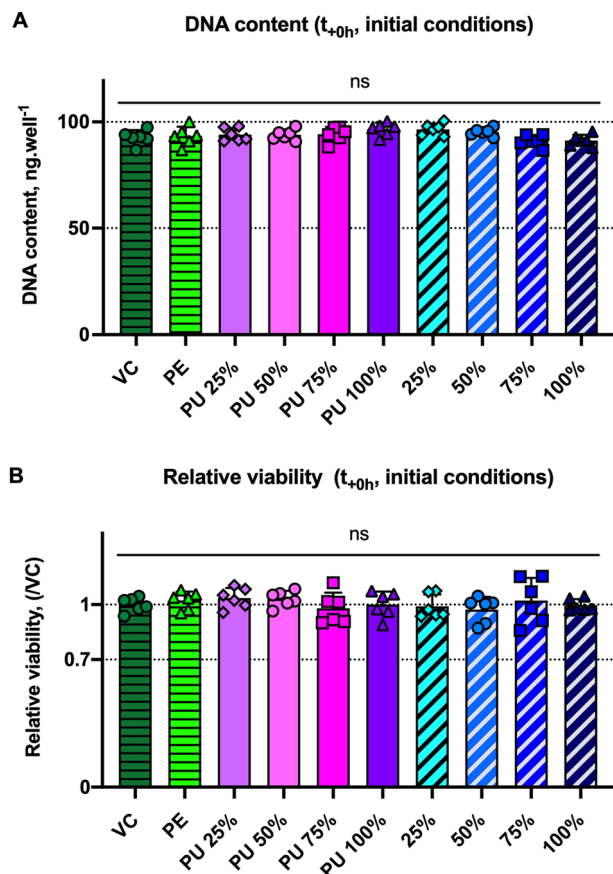 A
DNA content (t+0h, initial conditions)
ns
DNA content, ng.well-1
100
50
0
VC
PE
PU 25%
PU 50%
PU 75%
PU 100%
25%
50%
75%
100%
B
Relative viability (t+0h, initial conditions)
ns
Relative viability, (/VC)
1
0.7
0
VC
PE
PU 25%
PU 50%
PU 75%
PU 100%
25%
50%
75%
100%